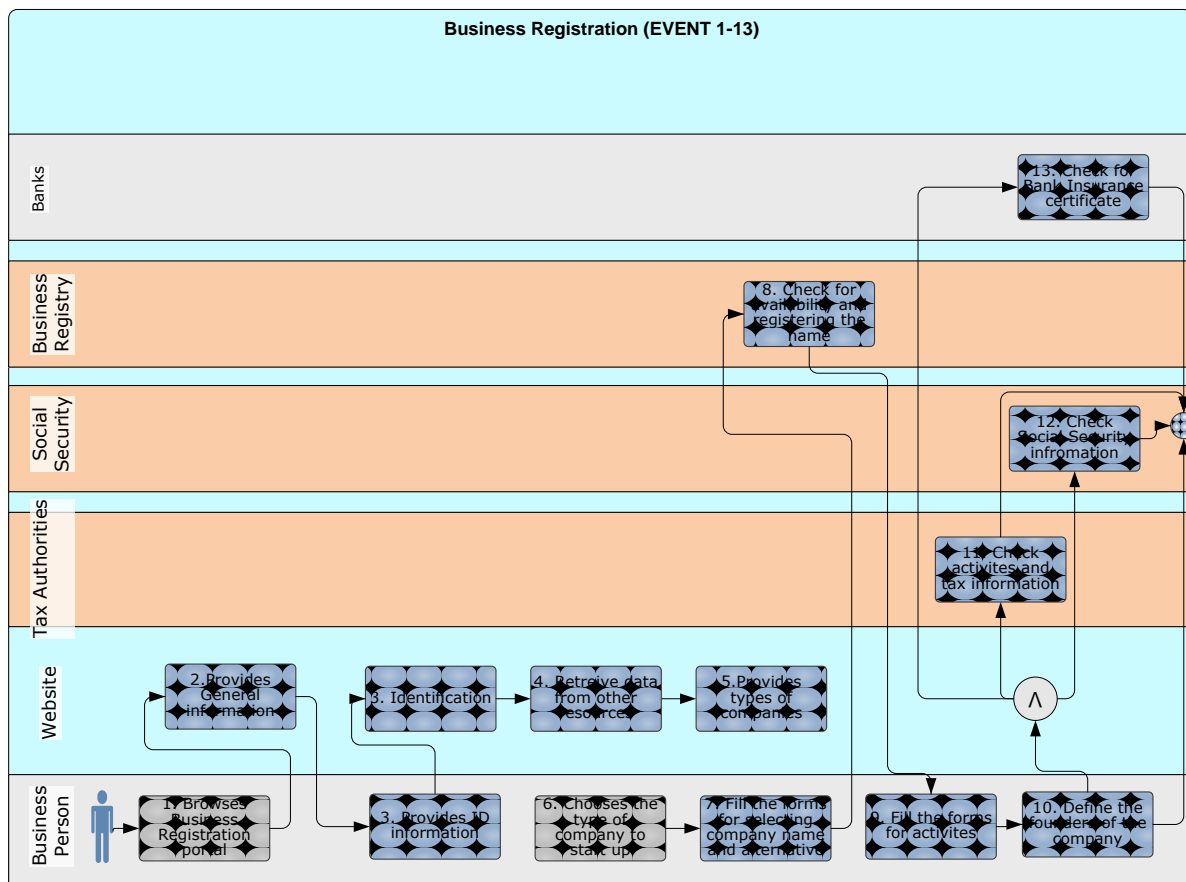 Business Registration (EVENT 1-13)
Banks
13. Check for
Bank Insurance
certificate
Business
Registry
8. Check for
availability and
registering the
name
Social
Security
12. Check
Social Security
infromation
Tax Authorities
11. Check
activites and
tax information
Website
2.Provides
General
information
3. Identification
4. Retreive data
from other
resources
5.Provides
types of
companies
Λ
Business
Person
1. Browses
Business
Registration
portal
3. Provides ID
information
6. Chooses the
type of
company to
start up
7. Fill the forms
for selecting
company name
and alternative
9. Fill the forms
for activites
10. Define the
founders of the
company